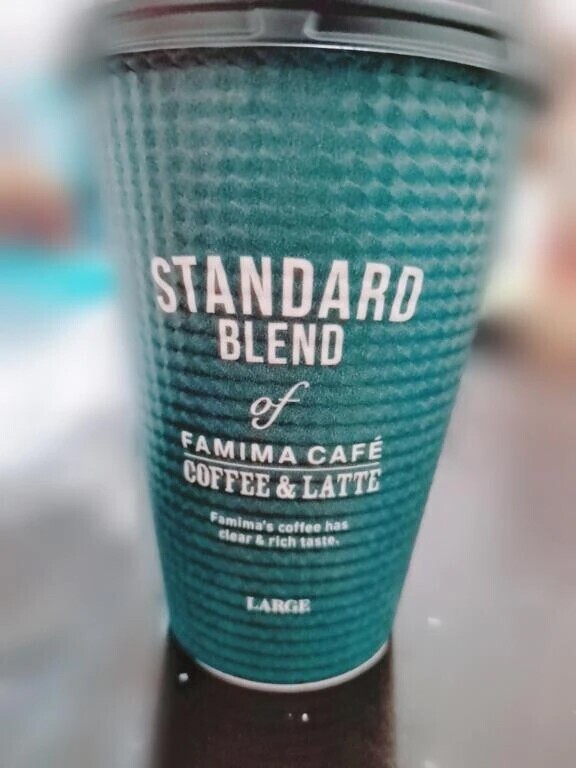 STANDARD
BLEND
of
FAMIMA CAFÉ
COFFEE & LATTE
Famima's coffee has
clear & rich taste.
LARGE